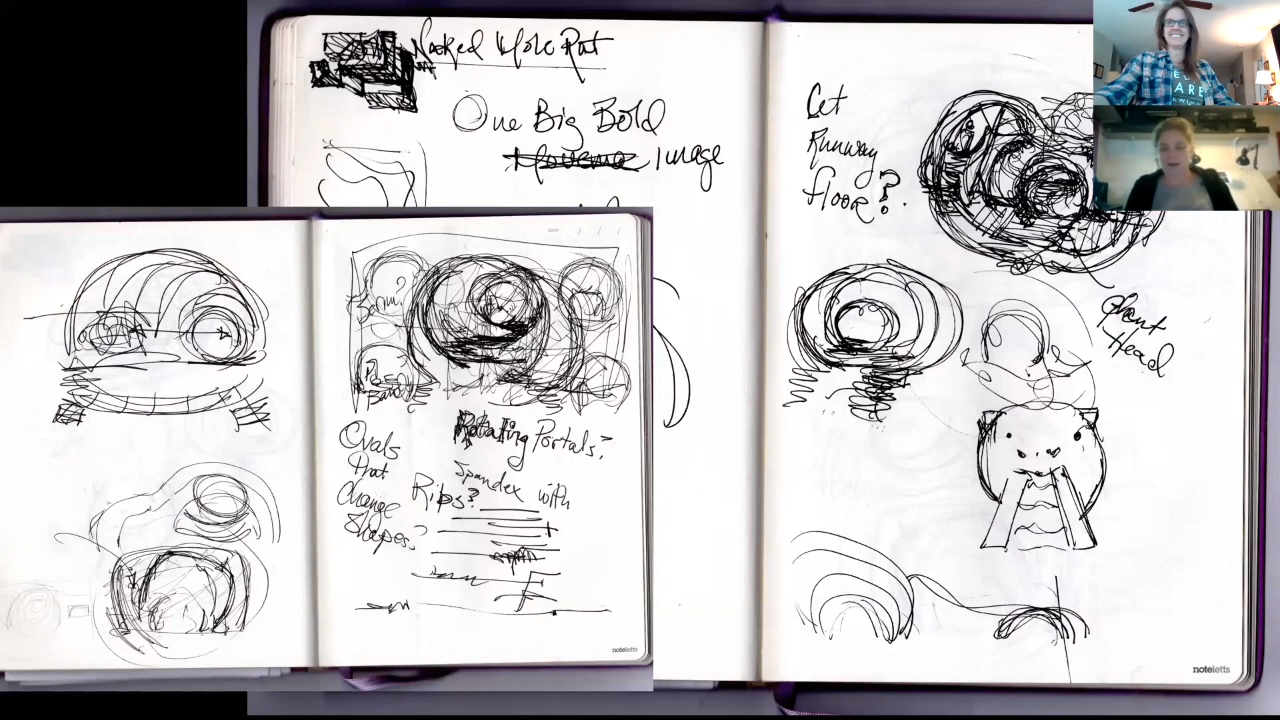 Naked Mole Rat
One Big Bold
Image
Cut
Runway
floor?
Head
noteletts
Ovals
that
Change
Shapes?
Rotating Portals?
Spandex with
Ribs?
noteletts